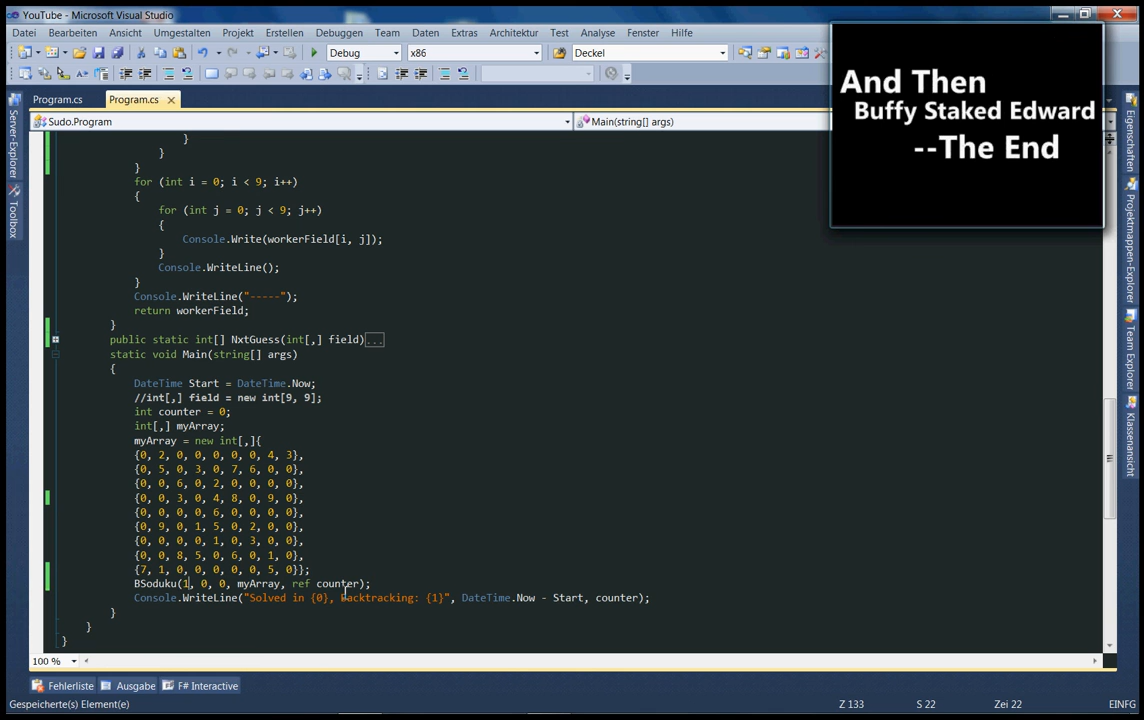 YouTube - Microsoft Visual Studio
Datei Bearbeiten Ansicht Umgestalten Projekt Erstellen Debuggen Team Daten Extras Architektur Test Analyse Fenster Hilfe
Debug x86 Deckel
And Then
Buffy Staked Edward
--The End
Program.cs Program.cs
Sudo.Program Main(string[] args)
Server-Explorer
Toolbox
Eigenschaften
Projektmappen-Explorer
Team Explorer
Klassenansicht
}
}
}
for (int i = 0; i < 9; i++)
{
for (int j = 0; j < 9; j++)
{
Console.Write(workerField[i, j]);
}
Console.WriteLine();
}
Console.WriteLine("-----");
return workerField;
}
public static int[] NxtGuess(int[,] field)...
static void Main(string[] args)
{
DateTime Start = DateTime.Now;
//int[,] field = new int[9, 9];
int counter = 0;
int[,] myArray;
myArray = new int[,]{
{0, 2, 0, 0, 0, 0, 0, 4, 3},
{0, 5, 0, 3, 0, 7, 6, 0, 0},
{0, 0, 6, 0, 2, 0, 0, 0, 0},
{0, 0, 3, 0, 4, 8, 0, 9, 0},
{0, 0, 0, 0, 6, 0, 0, 0, 0},
{0, 9, 0, 1, 5, 0, 2, 0, 0},
{0, 0, 0, 0, 1, 0, 3, 0, 0},
{0, 0, 8, 5, 0, 6, 0, 1, 0},
{7, 1, 0, 0, 0, 0, 0, 5, 0}};
BSoduku(1, 0, 0, myArray, ref counter);
Console.WriteLine("Solved in {0}, Backtracking: {1}", DateTime.Now - Start, counter);
}
}
}
100 %
Fehlerliste Ausgabe F# Interactive
Gespeicherte(s) Element(e) Z 133 S 22 Zei 22 EINFG